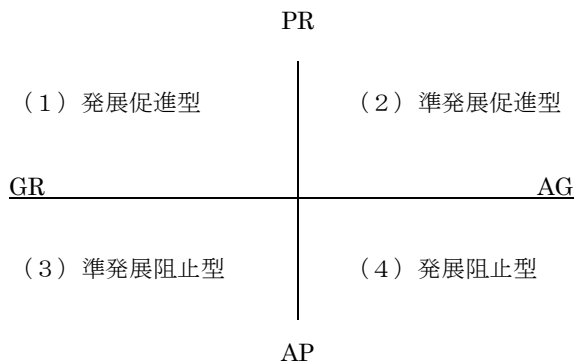 PR
（１）発展促進型 （２）準発展促進型
GR AG
（３）準発展阻止型 （４）発展阻止型
AP